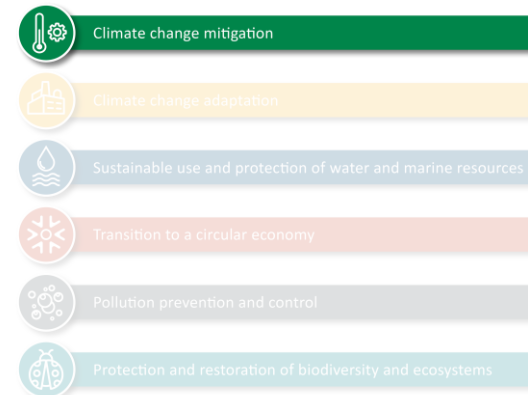 Climate change mitigation
Climate change adaptation
Sustainable use and protection of water and marine resources
Transition to a circular economy
Pollution prevention and control
Protection and restoration of biodiversity and ecosystems